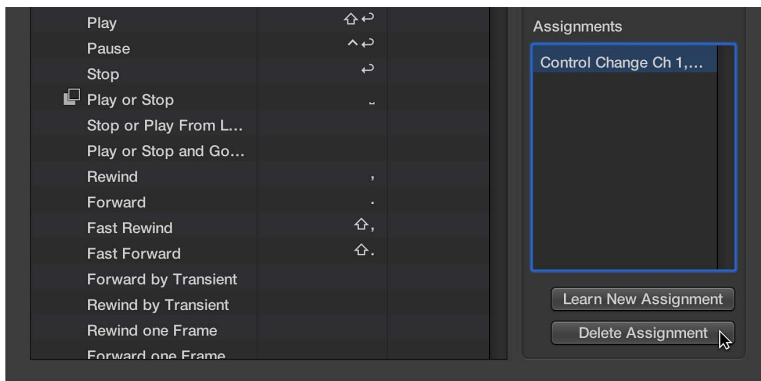 Play ⇧↩
Pause ^↩
Stop ↩
Play or Stop ⎵
Stop or Play From L...
Play or Stop and Go...
Rewind ,
Forward .
Fast Rewind ⇧,
Fast Forward ⇧.
Forward by Transient
Rewind by Transient
Rewind one Frame
Forward one Frame
Assignments
Control Change Ch 1,...
Learn New Assignment
Delete Assignment